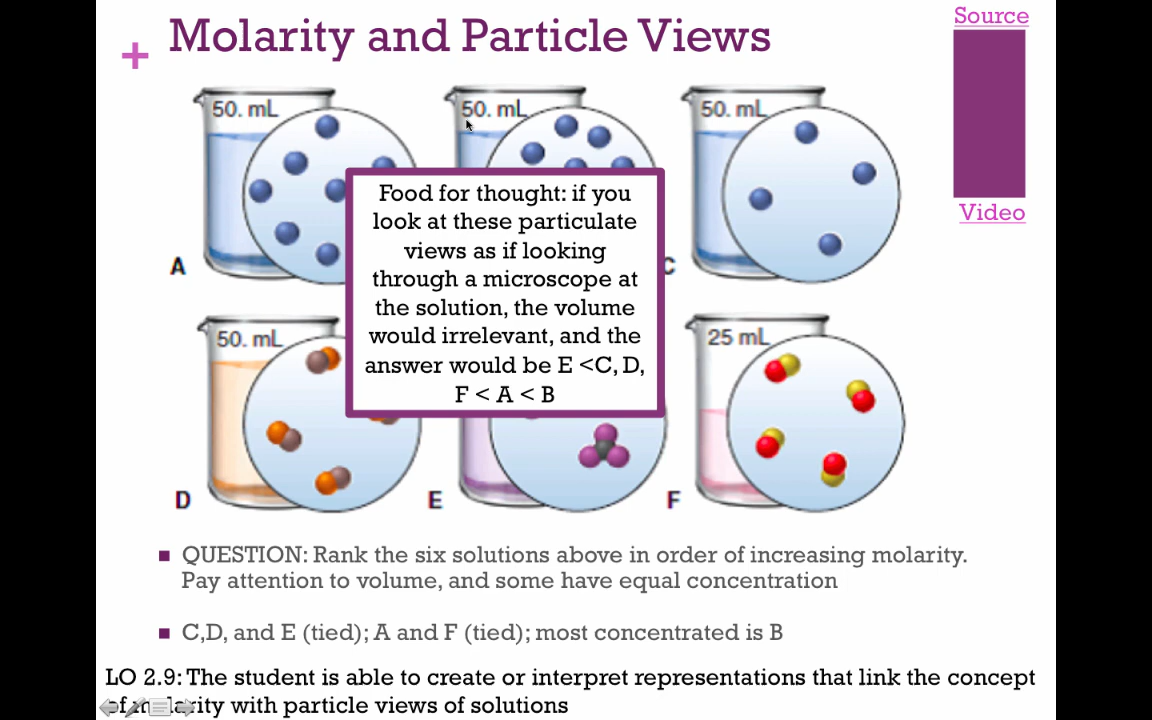 Source
+ Molarity and Particle Views
50. mL
50. mL
50. mL
Video
A
C
Food for thought: if you
look at these particulate
views as if looking
through a microscope at
the solution, the volume
would irrelevant, and the
answer would be E <C, D,
F < A < B
50. mL
25 mL
D
E
F
QUESTION: Rank the six solutions above in order of increasing molarity.
Pay attention to volume, and some have equal concentration
C,D, and E (tied); A and F (tied); most concentrated is B
LO 2.9: The student is able to create or interpret representations that link the concept
of molarity with particle views of solutions